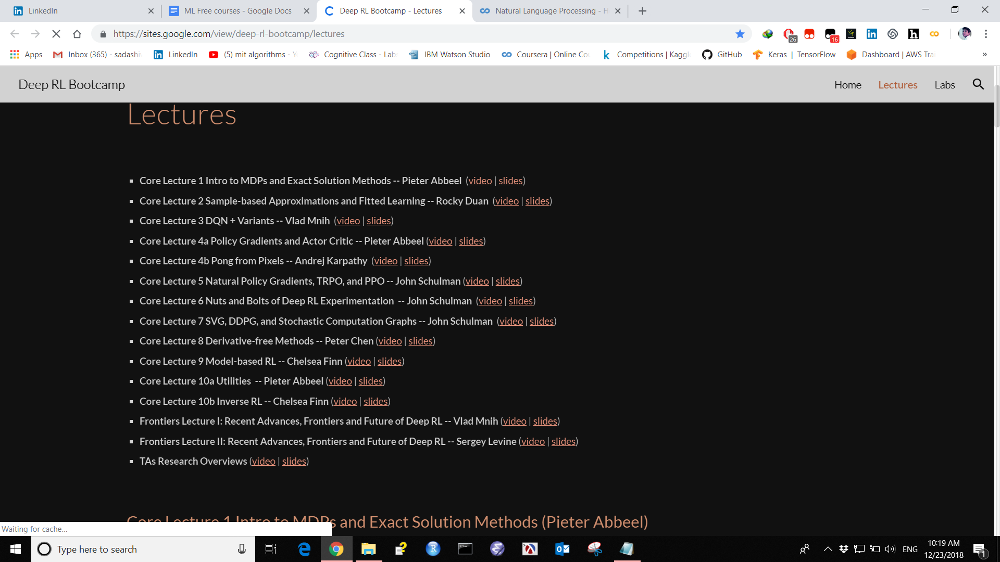 LinkedIn
ML Free courses - Google Docs
Deep RL Bootcamp - Lectures
Natural Language Processing - H
https://sites.google.com/view/deep-rl-bootcamp/lectures
26
16
Apps
Inbox (365) - sadashi
LinkedIn
(5) mit algorithms - Y
Cognitive Class - Lab
IBM Watson Studio
Coursera | Online Co
Competitions | Kaggl
GitHub
Keras | TensorFlow
Dashboard | AWS Tra
»
Deep RL Bootcamp
Home
Lectures
Labs
Lectures
Core Lecture 1 Intro to MDPs and Exact Solution Methods -- Pieter Abbeel (video | slides)
Core Lecture 2 Sample-based Approximations and Fitted Learning -- Rocky Duan (video | slides)
Core Lecture 3 DQN + Variants -- Vlad Mnih (video | slides)
Core Lecture 4a Policy Gradients and Actor Critic -- Pieter Abbeel (video | slides)
Core Lecture 4b Pong from Pixels -- Andrej Karpathy (video | slides)
Core Lecture 5 Natural Policy Gradients, TRPO, and PPO -- John Schulman (video | slides)
Core Lecture 6 Nuts and Bolts of Deep RL Experimentation -- John Schulman (video | slides)
Core Lecture 7 SVG, DDPG, and Stochastic Computation Graphs -- John Schulman (video | slides)
Core Lecture 8 Derivative-free Methods -- Peter Chen (video | slides)
Core Lecture 9 Model-based RL -- Chelsea Finn (video | slides)
Core Lecture 10a Utilities -- Pieter Abbeel (video | slides)
Core Lecture 10b Inverse RL -- Chelsea Finn (video | slides)
Frontiers Lecture I: Recent Advances, Frontiers and Future of Deep RL -- Vlad Mnih (video | slides)
Frontiers Lecture II: Recent Advances, Frontiers and Future of Deep RL -- Sergey Levine (video | slides)
TAs Research Overviews (video | slides)
Core Lecture 1 Intro to MDPs and Exact Solution Methods (Pieter Abbeel)
Waiting for cache...
Type here to search
ENG
10:19 AM
12/23/2018
1